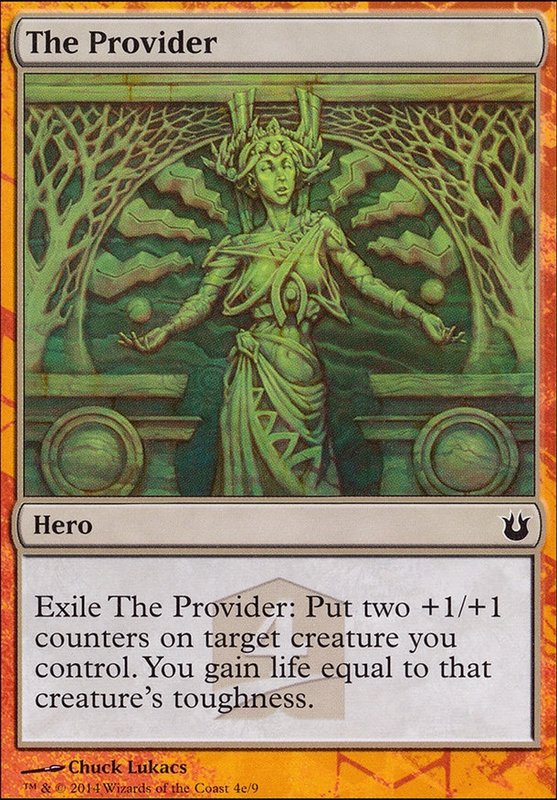 The Provider
Hero
Exile The Provider: Put two +1/+1
counters on target creature you
control. You gain life equal to that
creature's toughness.
4
Chuck Lukacs
™ & © 2014 Wizards of the Coast 4e/9